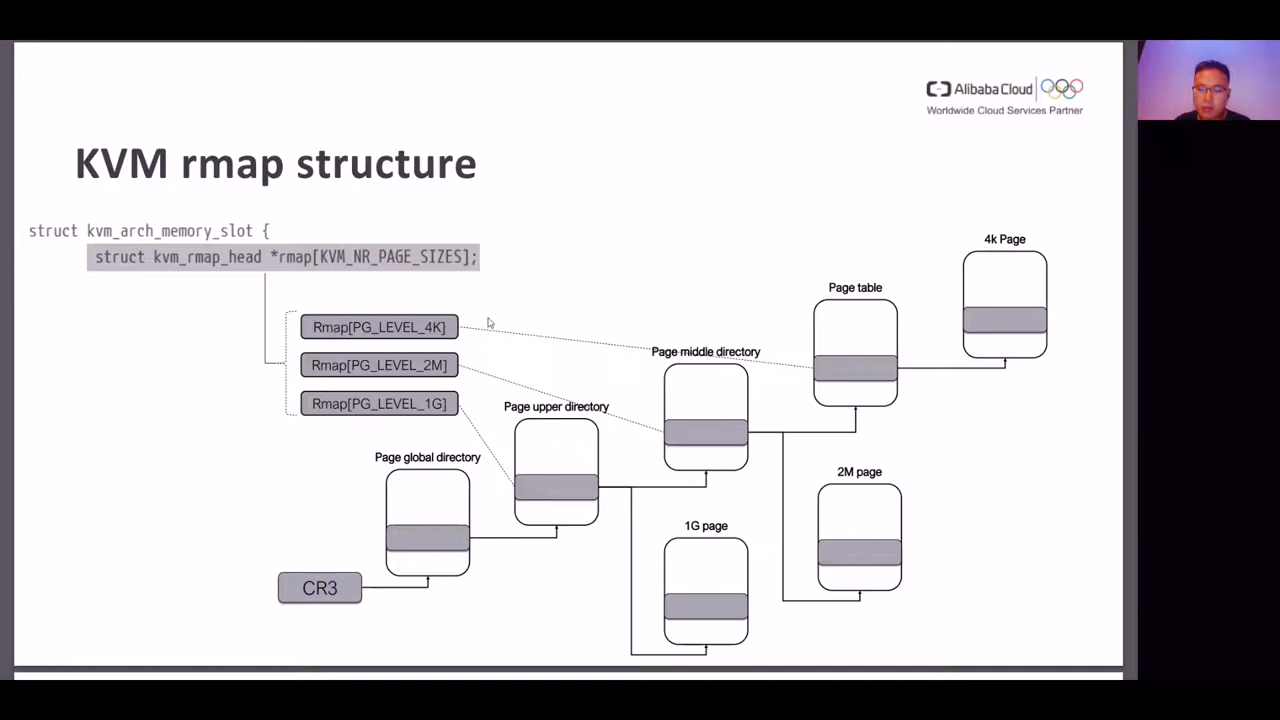 Alibaba Cloud
Worldwide Cloud Services Partner
KVM rmap structure
struct kvm_arch_memory_slot {
struct kvm_rmap_head *rmap[KVM_NR_PAGE_SIZES];
4k Page
Page table
Rmap[PG_LEVEL_4K]
Page middle directory
Rmap[PG_LEVEL_2M]
Rmap[PG_LEVEL_1G]
Page upper directory
Page global directory
2M page
1G page
CR3